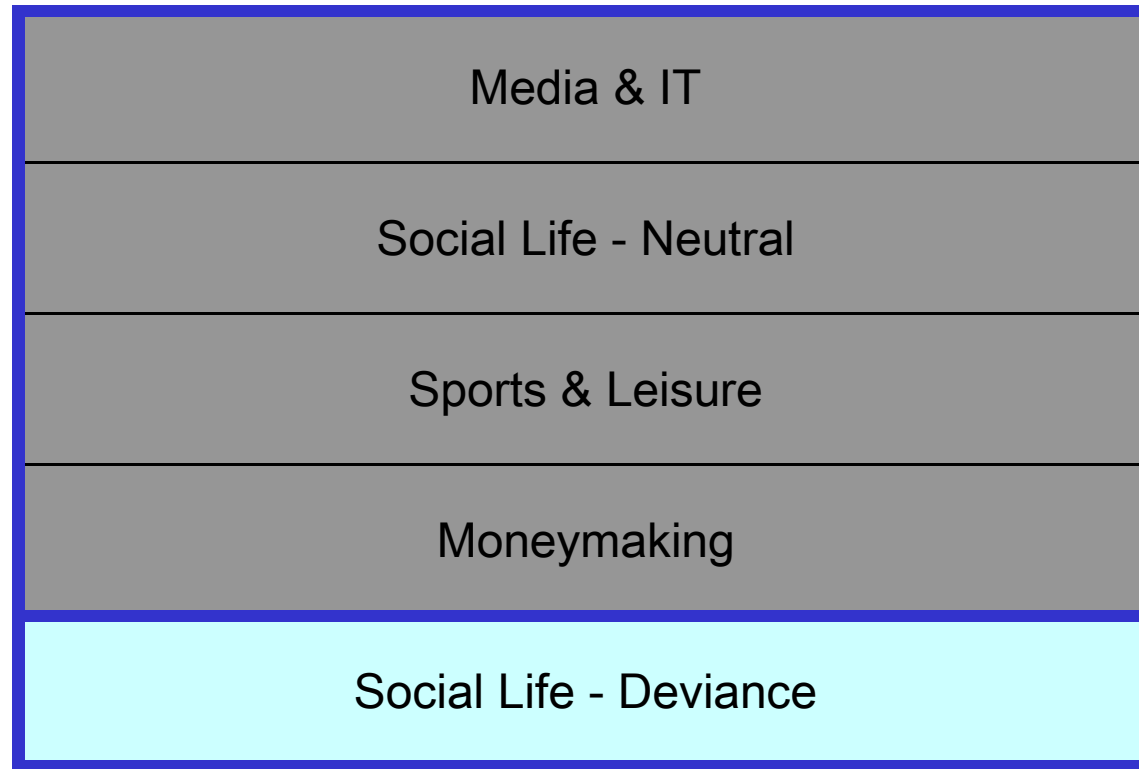 Media & IT
Social Life - Neutral
Sports & Leisure
Moneymaking
Social Life - Deviance